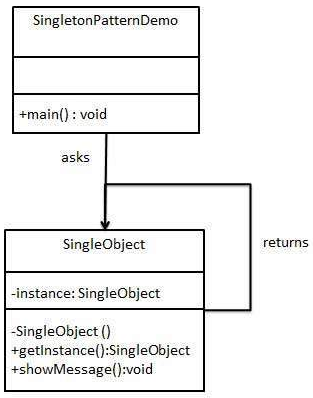 SingletonPatternDemo
+main() : void
asks
SingleObject
returns
-instance: SingleObject
-SingleObject ()
+getInstance():SingleObject
+showMessage():void